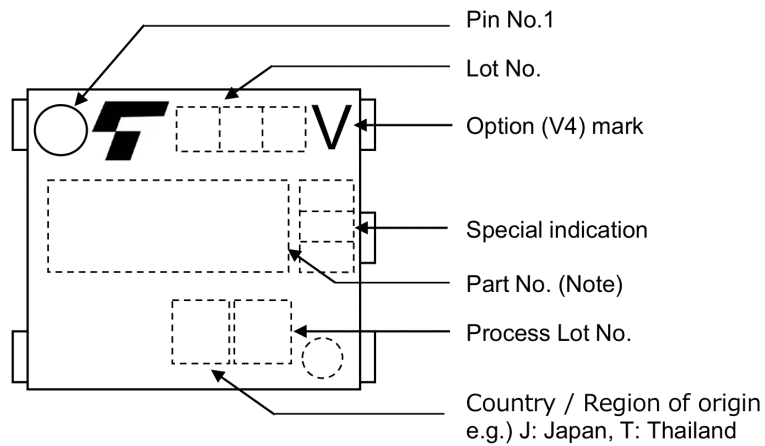 Pin No.1
Lot No.
V
Option (V4) mark
Special indication
Part No. (Note)
Process Lot No.
Country / Region of origin
e.g.) J: Japan, T: Thailand